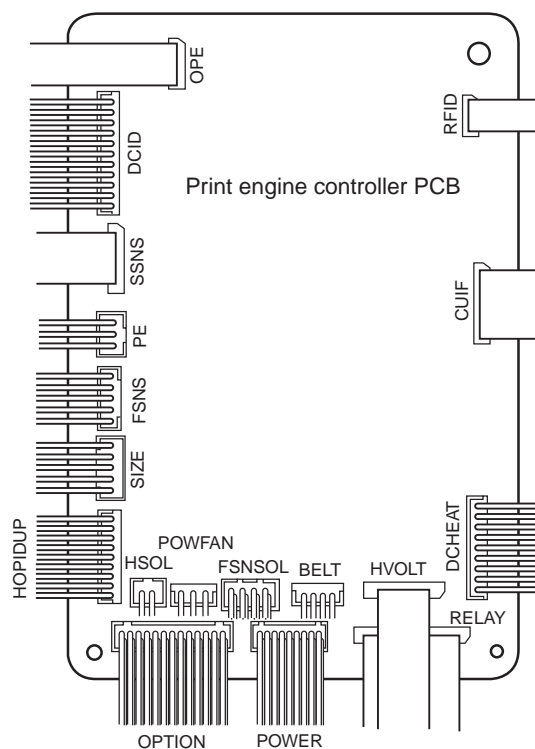 OPE
RFID
DCID
Print engine controller PCB
SSNS
CUIF
PE
FSNS
SIZE
HOPIDUP
DCHEAT
HSOL
POWFAN
FSNSOL
BELT
HVOLT
RELAY
OPTION
POWER